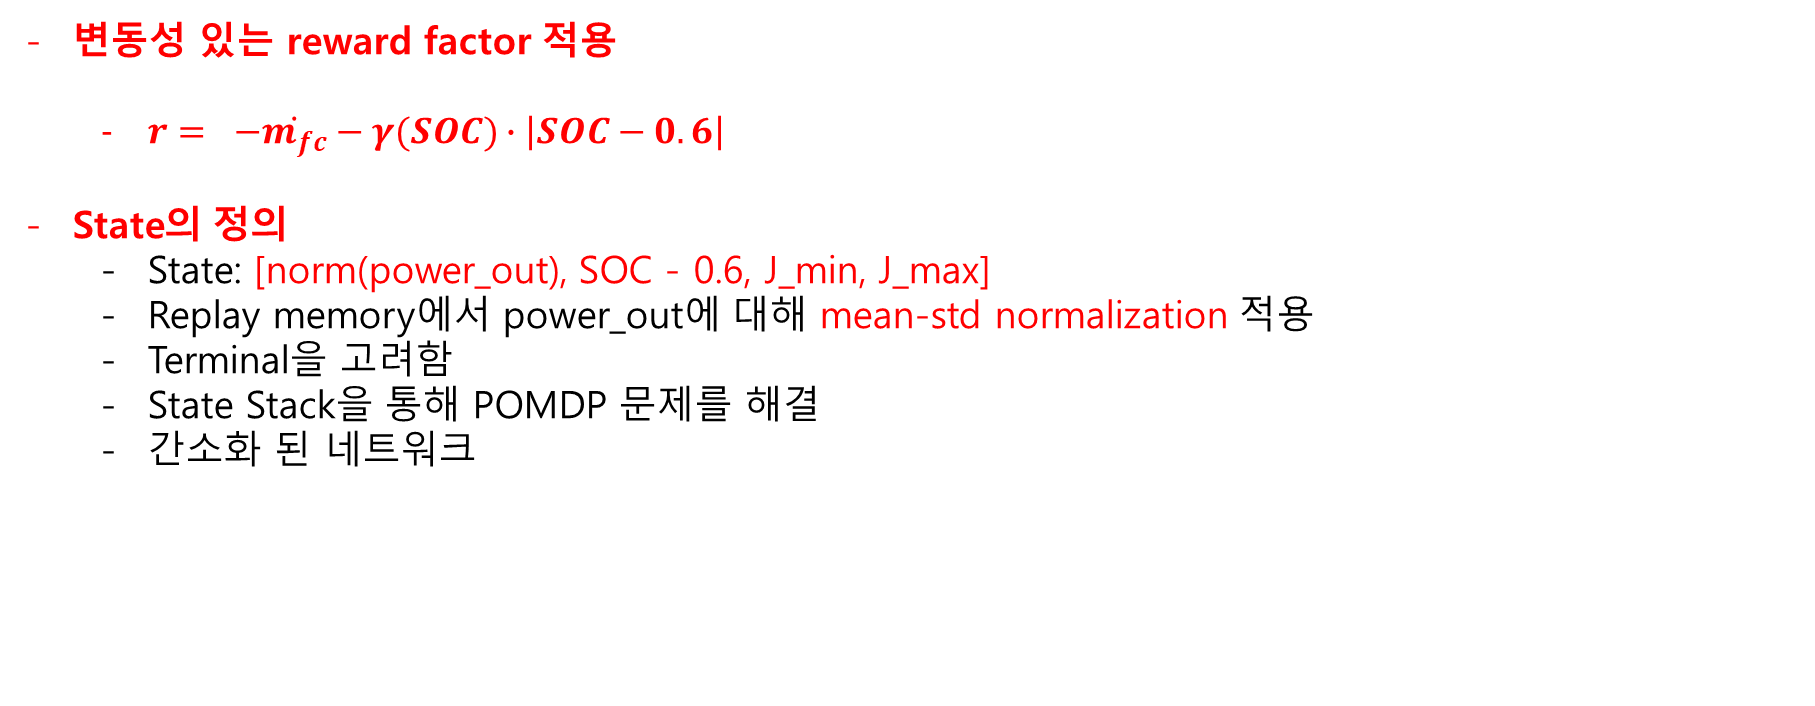 - 변동성 있는 reward factor 적용
- r = −ṁ_fc − γ(SOC) · |SOC − 0.6|
- State의 정의
- State: [norm(power_out), SOC - 0.6, J_min, J_max]
- Replay memory에서 power_out에 대해 mean-std normalization 적용
- Terminal을 고려함
- State Stack을 통해 POMDP 문제를 해결
- 간소화 된 네트워크